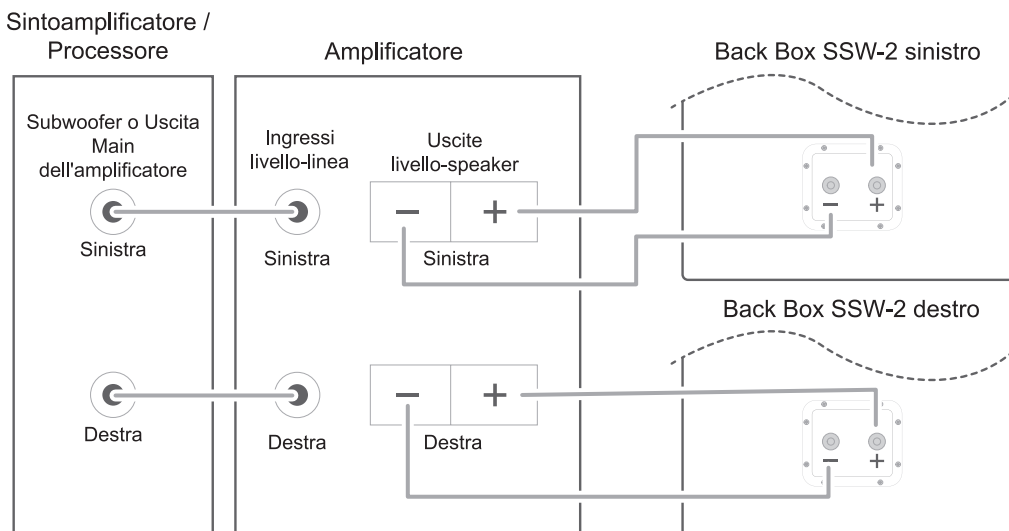 Sintoamplificatore /
Processore
Amplificatore
Back Box SSW-2 sinistro
Subwoofer o Uscita
Main
dell'amplificatore
Ingressi
livello-linea
Uscite
livello-speaker
− +
− +
Sinistra
Sinistra
Sinistra
Back Box SSW-2 destro
− +
− +
Destra
Destra
Destra